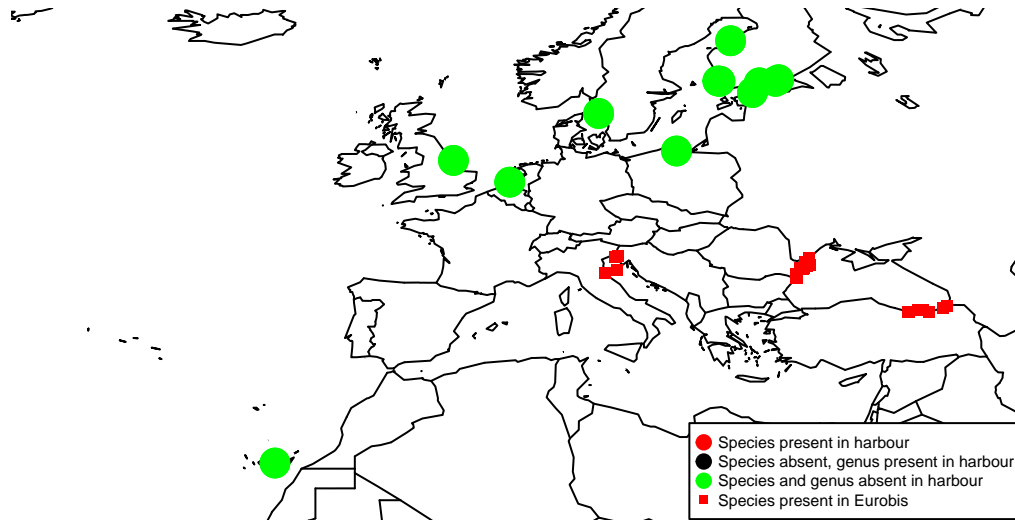 Species present in harbour
Species absent, genus present in harbour
Species and genus absent in harbour
Species present in Eurobis